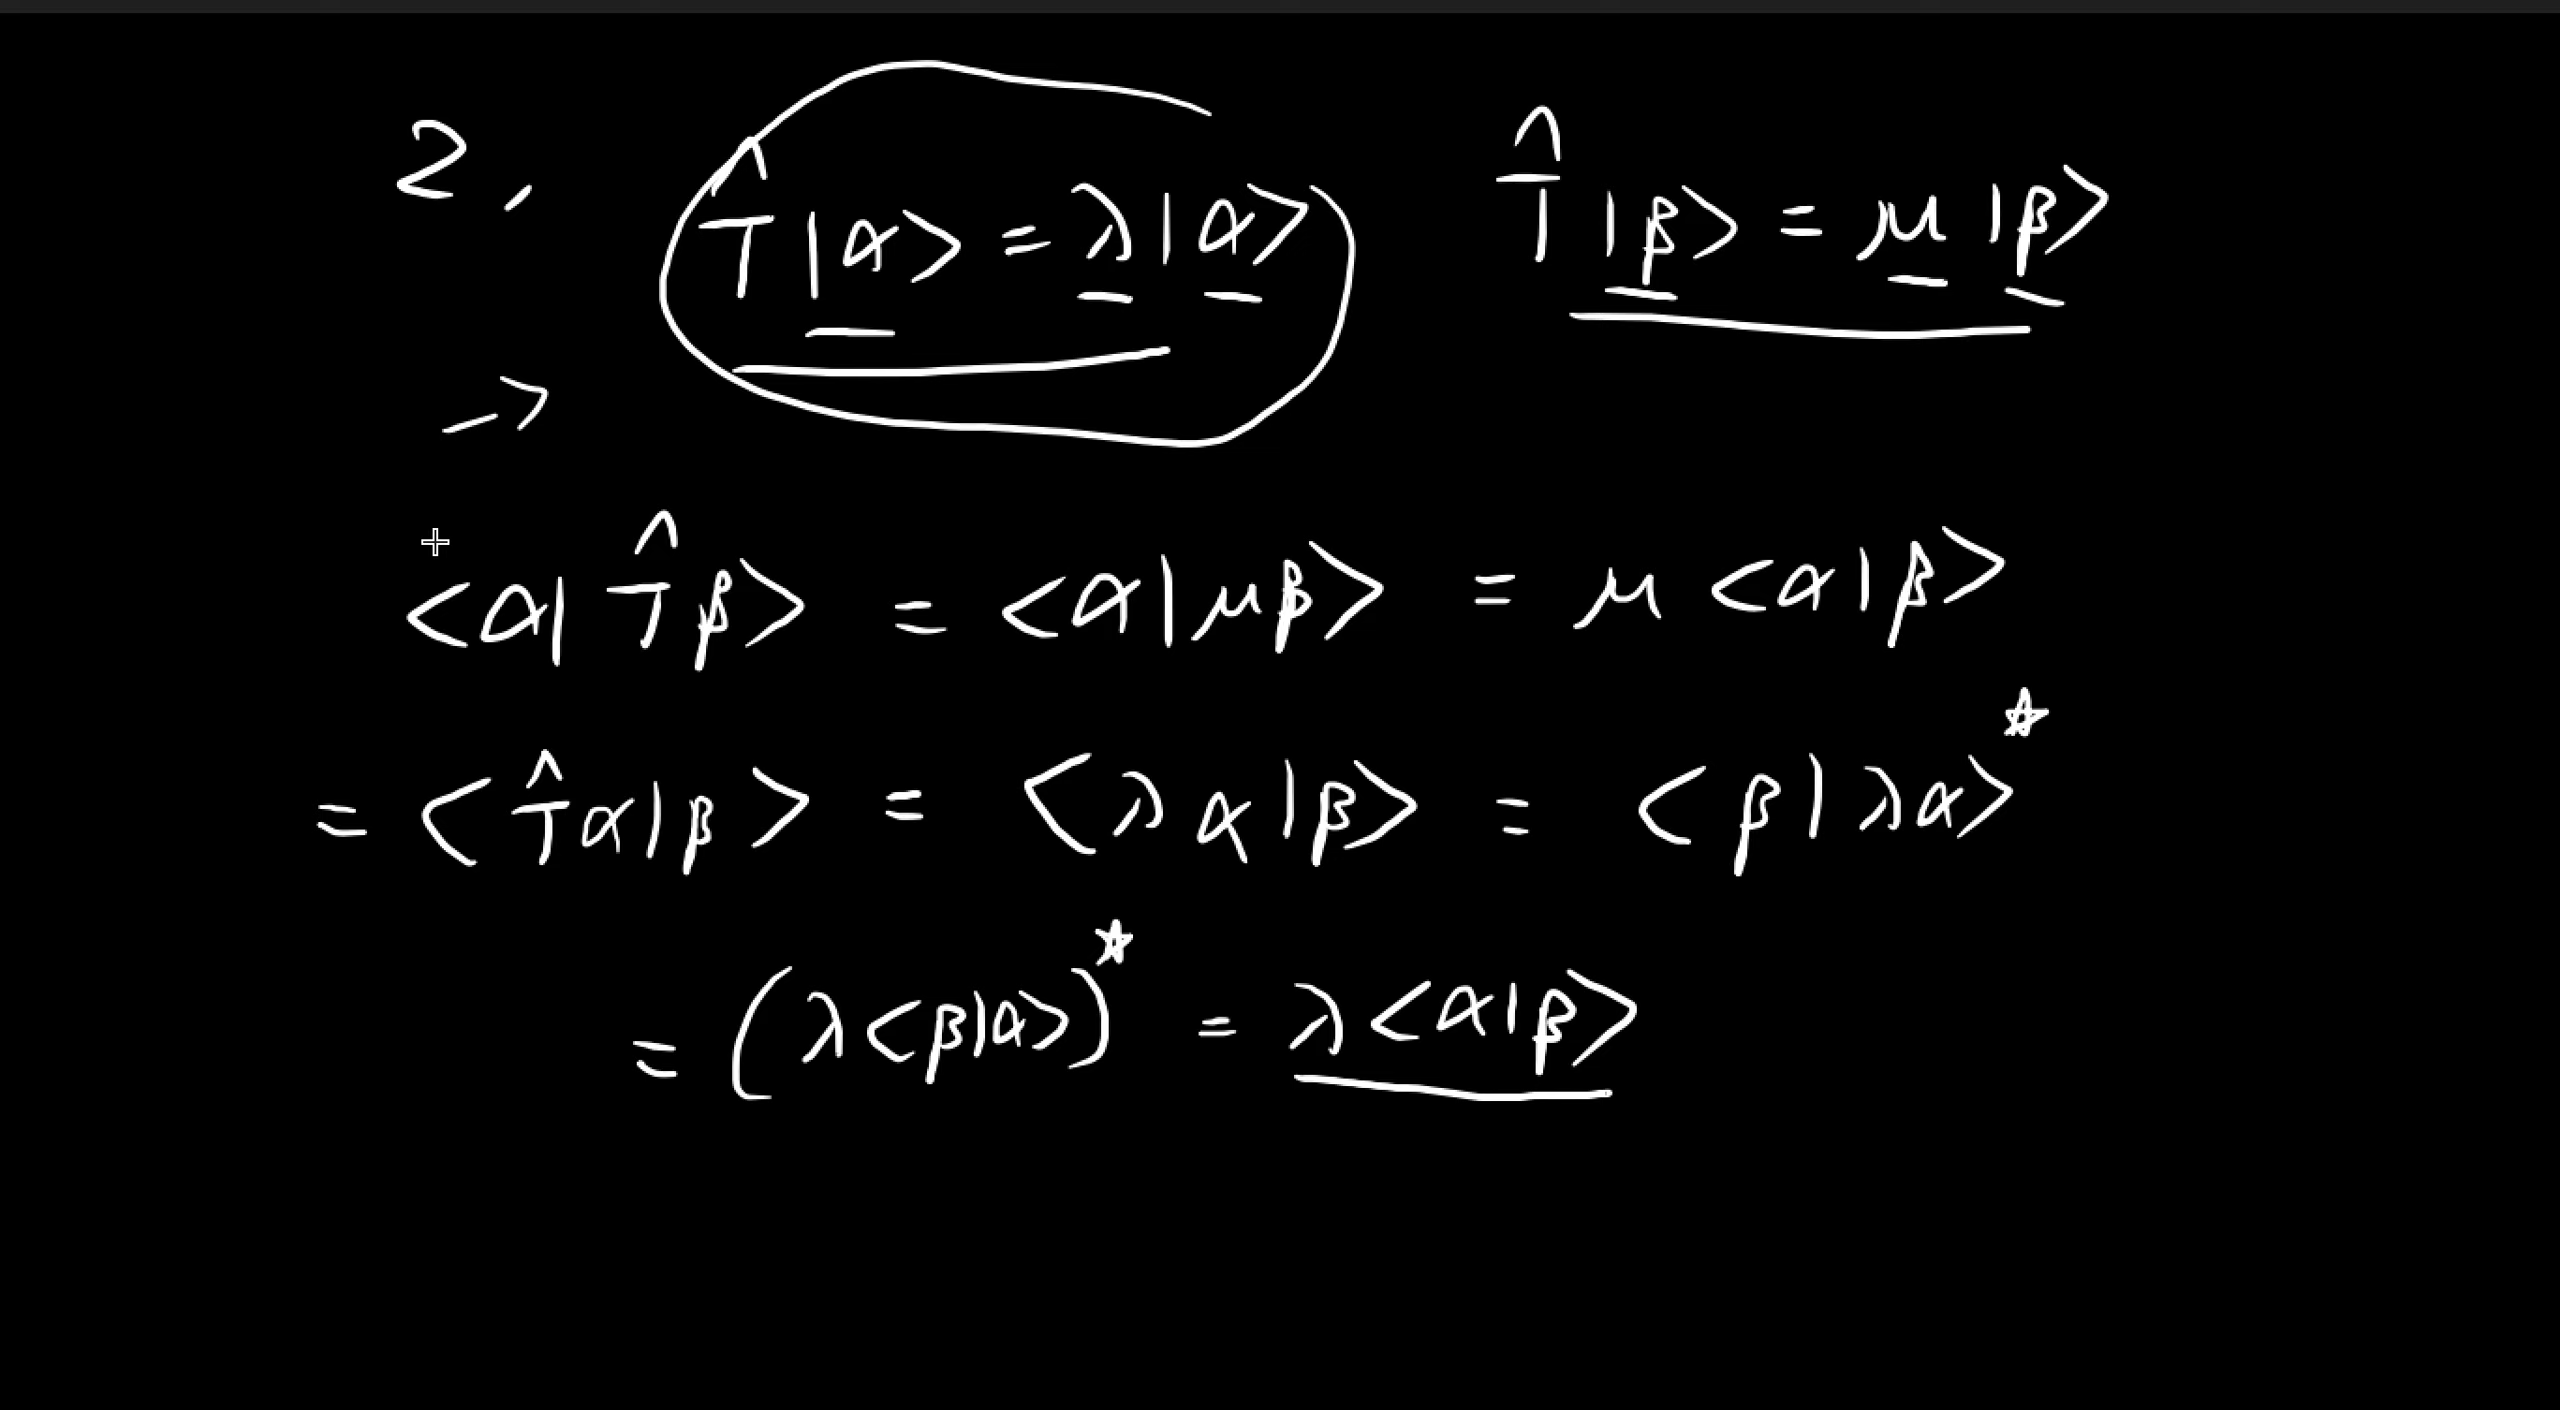 2, T̂|α> = λ|α> T̂|β> = μ|β>
->
<α|T̂β> = <α|μβ> = μ<α|β>
= <T̂α|β> = <λα|β> = <β|λα>*
= (λ<β|α>)* = λ<α|β>